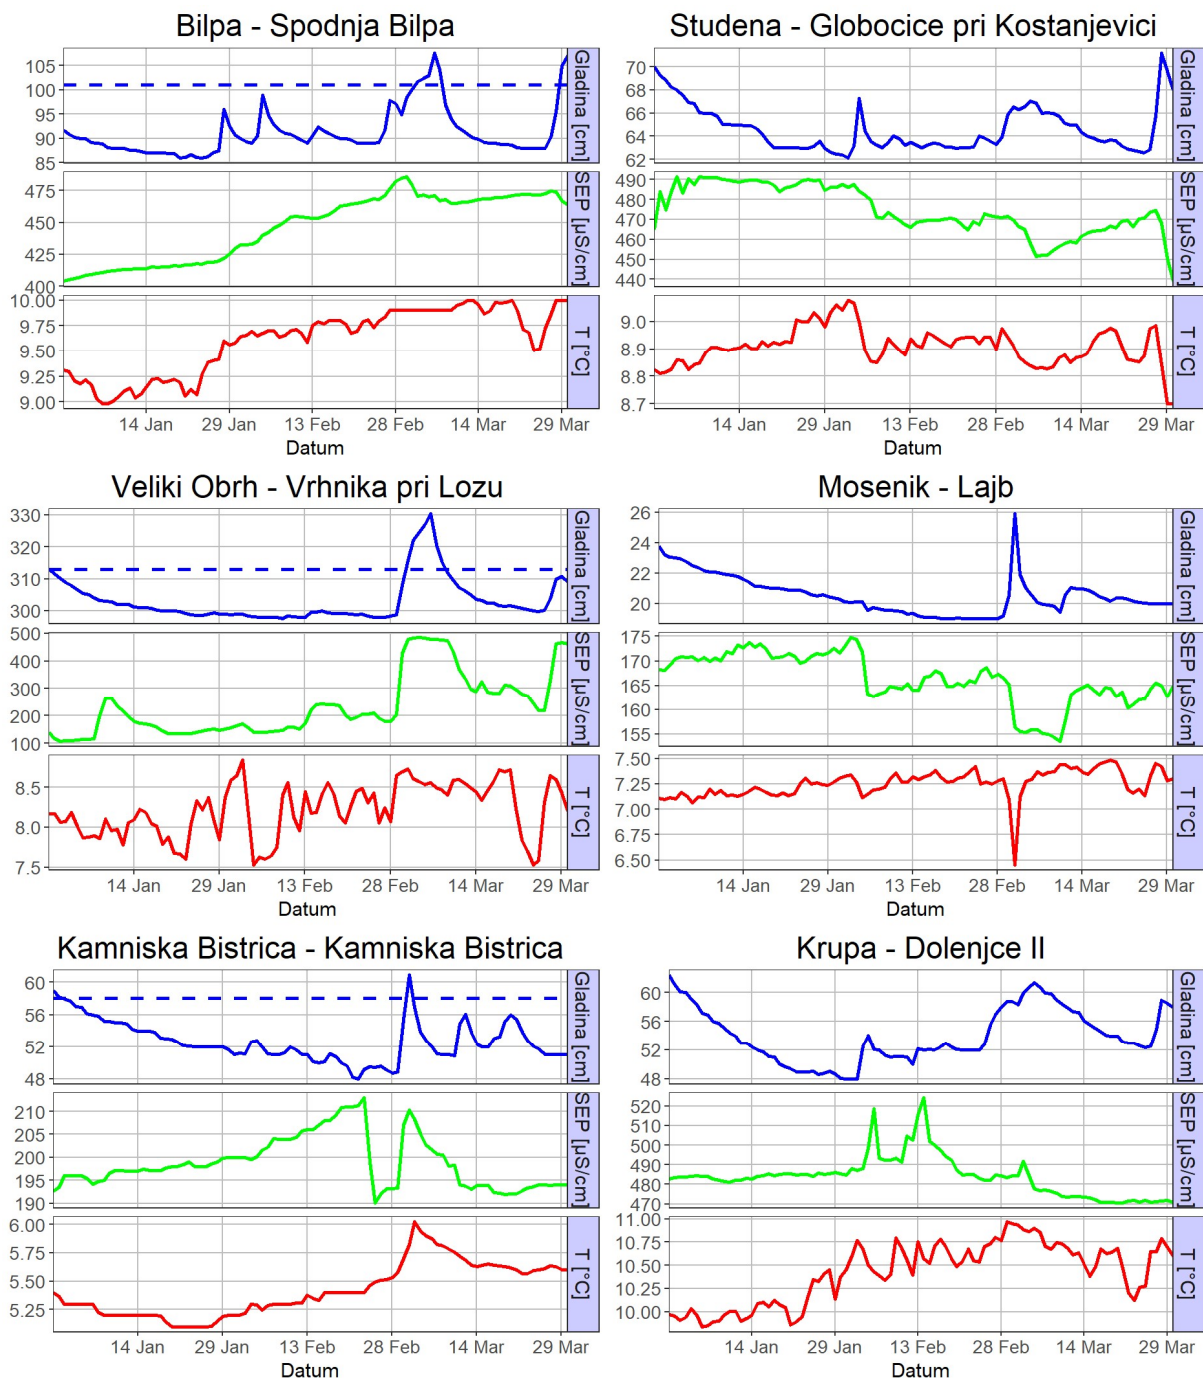 Bilpa - Spodnja Bilpa
105
100
95
90
85
Gladina [cm]
475
450
425
400
SEP [µS/cm]
10.00
9.75
9.50
9.25
9.00
T [°C]
14 Jan 29 Jan 13 Feb 28 Feb 14 Mar 29 Mar
Datum
Studena - Globocice pri Kostanjevici
70
68
66
64
62
Gladina [cm]
490
480
470
460
450
440
SEP [µS/cm]
9.0
8.9
8.8
8.7
T [°C]
14 Jan 29 Jan 13 Feb 28 Feb 14 Mar 29 Mar
Datum
Veliki Obrh - Vrhnika pri Lozu
330
320
310
300
Gladina [cm]
500
400
300
200
100
SEP [µS/cm]
8.5
8.0
7.5
T [°C]
14 Jan 29 Jan 13 Feb 28 Feb 14 Mar 29 Mar
Datum
Mosenik - Lajb
26
24
22
20
Gladina [cm]
175
170
165
160
155
SEP [µS/cm]
7.50
7.25
7.00
6.75
6.50
T [°C]
14 Jan 29 Jan 13 Feb 28 Feb 14 Mar 29 Mar
Datum
Kamniska Bistrica - Kamniska Bistrica
60
56
52
48
Gladina [cm]
210
205
200
195
190
SEP [µS/cm]
6.00
5.75
5.50
5.25
T [°C]
14 Jan 29 Jan 13 Feb 28 Feb 14 Mar 29 Mar
Datum
Krupa - Dolenjce II
60
56
52
48
Gladina [cm]
520
510
500
490
480
470
SEP [µS/cm]
11.00
10.75
10.50
10.25
10.00
T [°C]
14 Jan 29 Jan 13 Feb 28 Feb 14 Mar 29 Mar
Datum